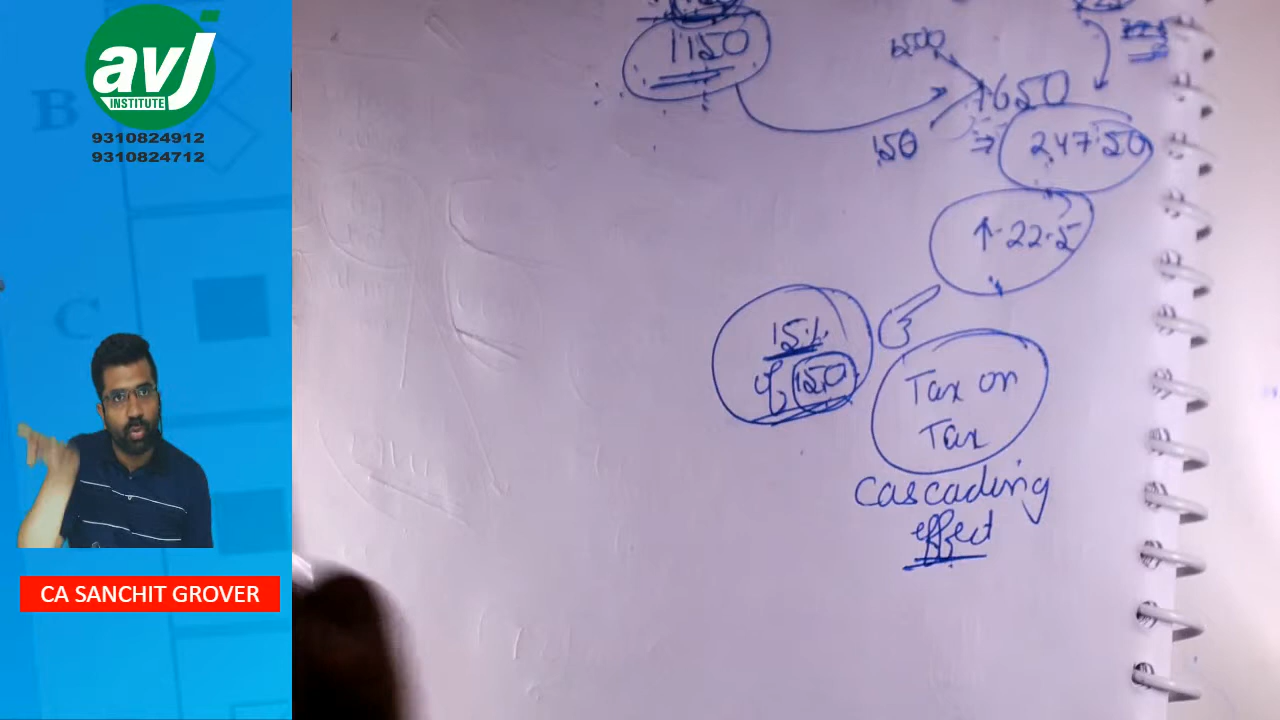 avj
INSTITUTE
9310824912
9310824712
B
C
1150
1500
1650
150
⇒ 247.50
↑ 22.5
15%
of 150
Tax on
Tax
Cascading
effect
CA SANCHIT GROVER